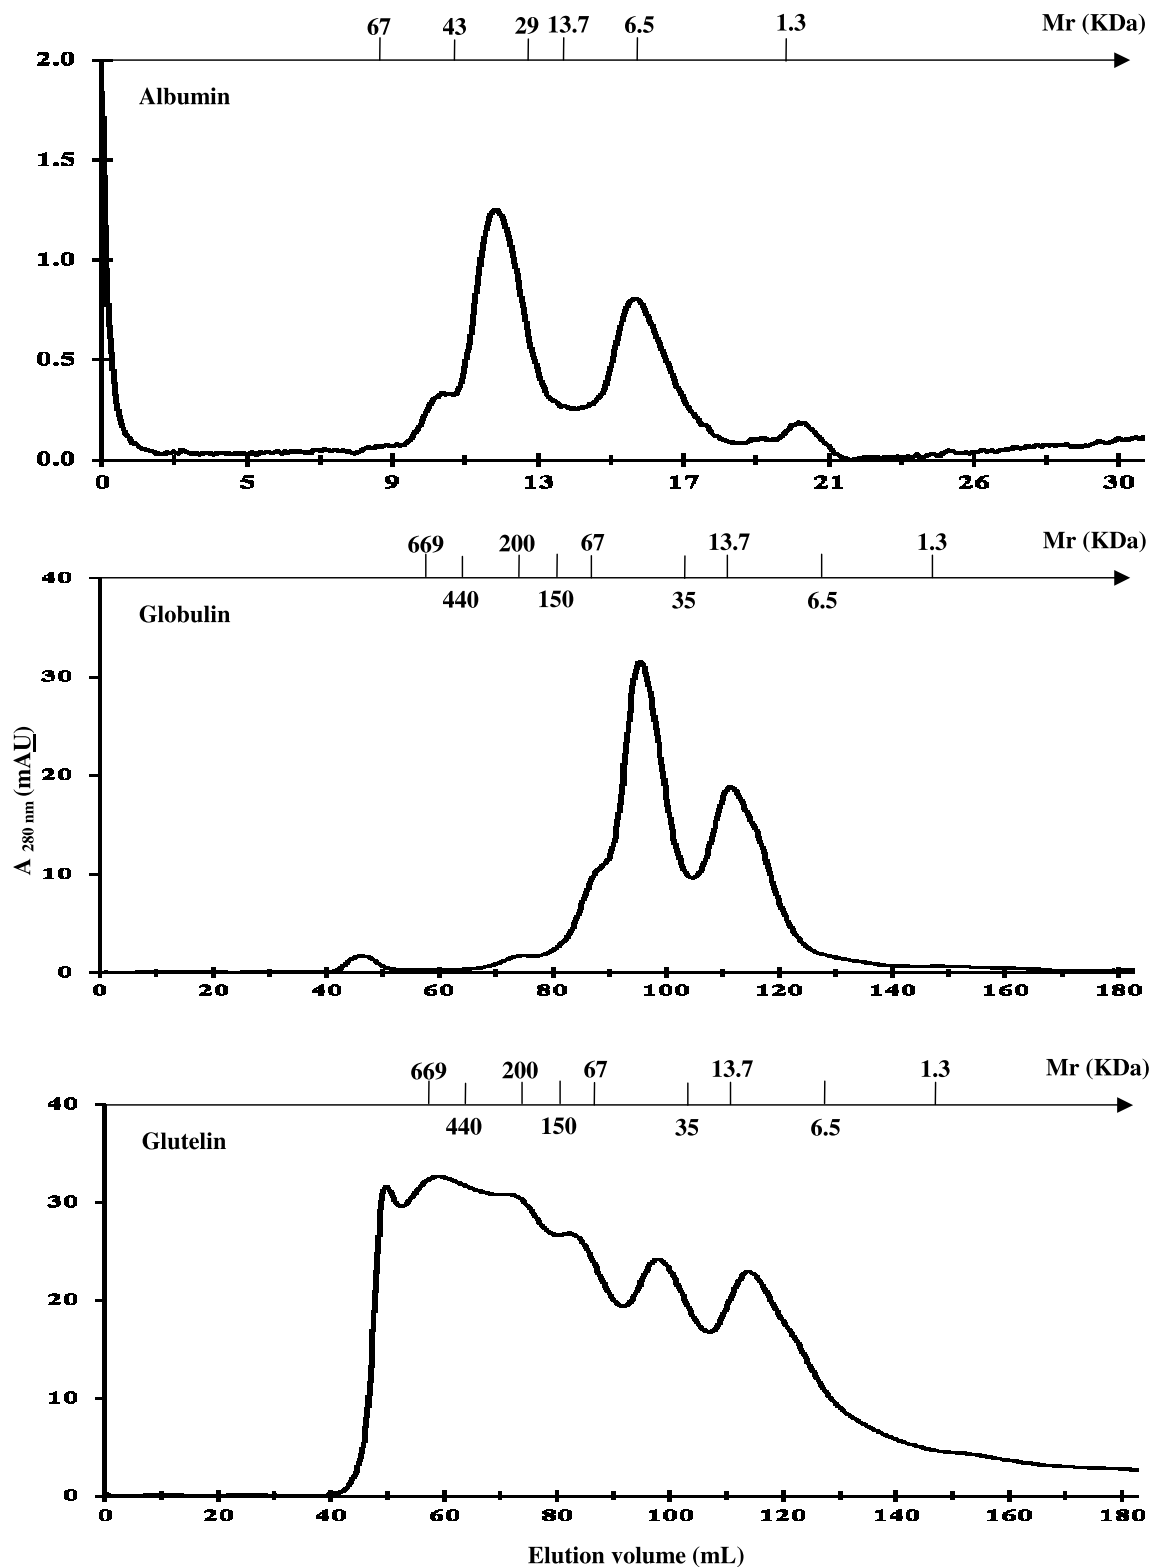 67 43 29 13.7 6.5 1.3 Mr (KDa)
2.0
Albumin
1.5
1.0
0.5
0.0
0 5 9 13 17 21 26 30
669 200 67 13.7 1.3 Mr (KDa)
40
440 150 35 6.5
Globulin
30
20
10
0
0 20 40 60 80 100 120 140 160 180
A 280 nm (mAU)
669 200 67 13.7 1.3 Mr (KDa)
40
440 150 35 6.5
Glutelin
30
20
10
0
0 20 40 60 80 100 120 140 160 180
Elution volume (mL)